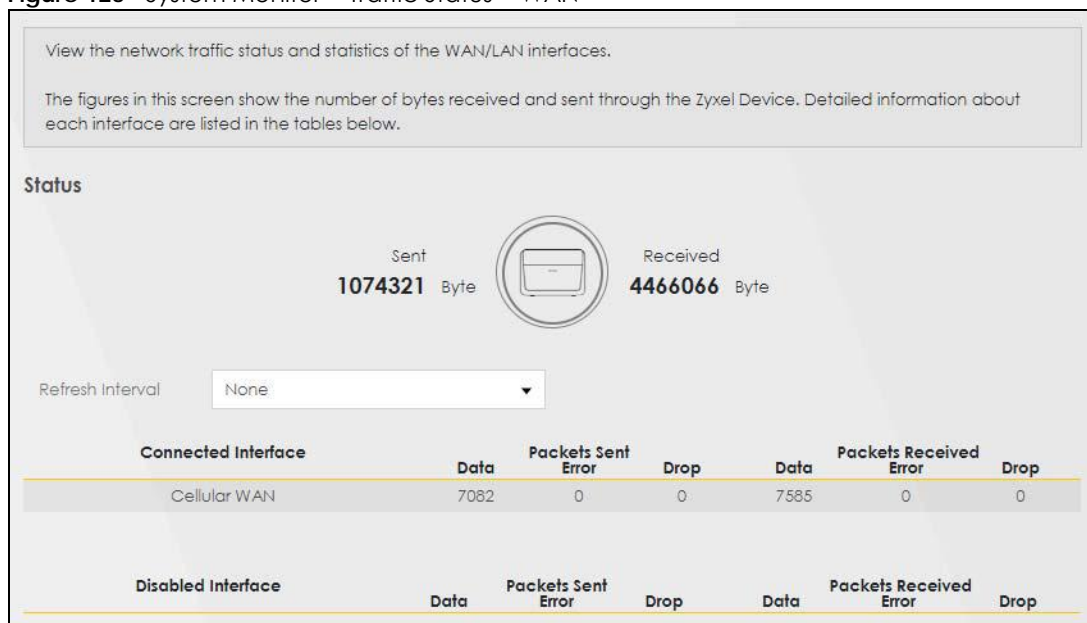 View the network traffic status and statistics of the WAN/LAN interfaces.
The figures in this screen show the number of bytes received and sent through the Zyxel Device. Detailed information about
each interface are listed in the tables below.
Status
Sent
1074321 Byte
Received
4466066 Byte
Refresh Interval None
Connected Interface Packets Sent Packets Received
Data Error Drop Data Error Drop
Cellular WAN 7082 0 0 7585 0 0
Disabled Interface Packets Sent Packets Received
Data Error Drop Data Error Drop